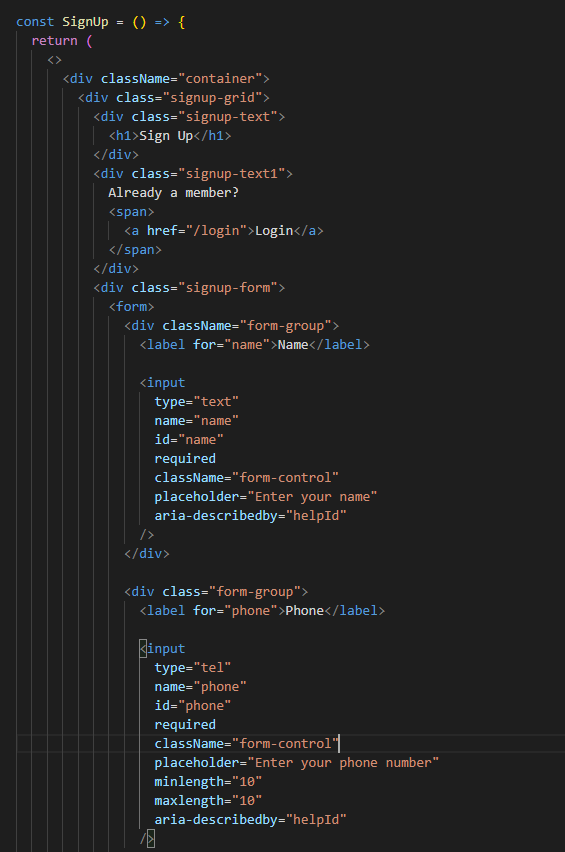 const SignUp = () => {
  return (
    <>
      <div className="container">
        <div class="signup-grid">
          <div class="signup-text">
            <h1>Sign Up</h1>
          </div>
          <div class="signup-text1">
            Already a member?
            <span>
              <a href="/login">Login</a>
            </span>
          </div>
          <div class="signup-form">
            <form>
              <div className="form-group">
                <label for="name">Name</label>

                <input
                  type="text"
                  name="name"
                  id="name"
                  required
                  className="form-control"
                  placeholder="Enter your name"
                  aria-describedby="helpId"
                />
              </div>

              <div class="form-group">
                <label for="phone">Phone</label>

                <input
                  type="tel"
                  name="phone"
                  id="phone"
                  required
                  className="form-control"
                  placeholder="Enter your phone number"
                  minlength="10"
                  maxlength="10"
                  aria-describedby="helpId"
                />